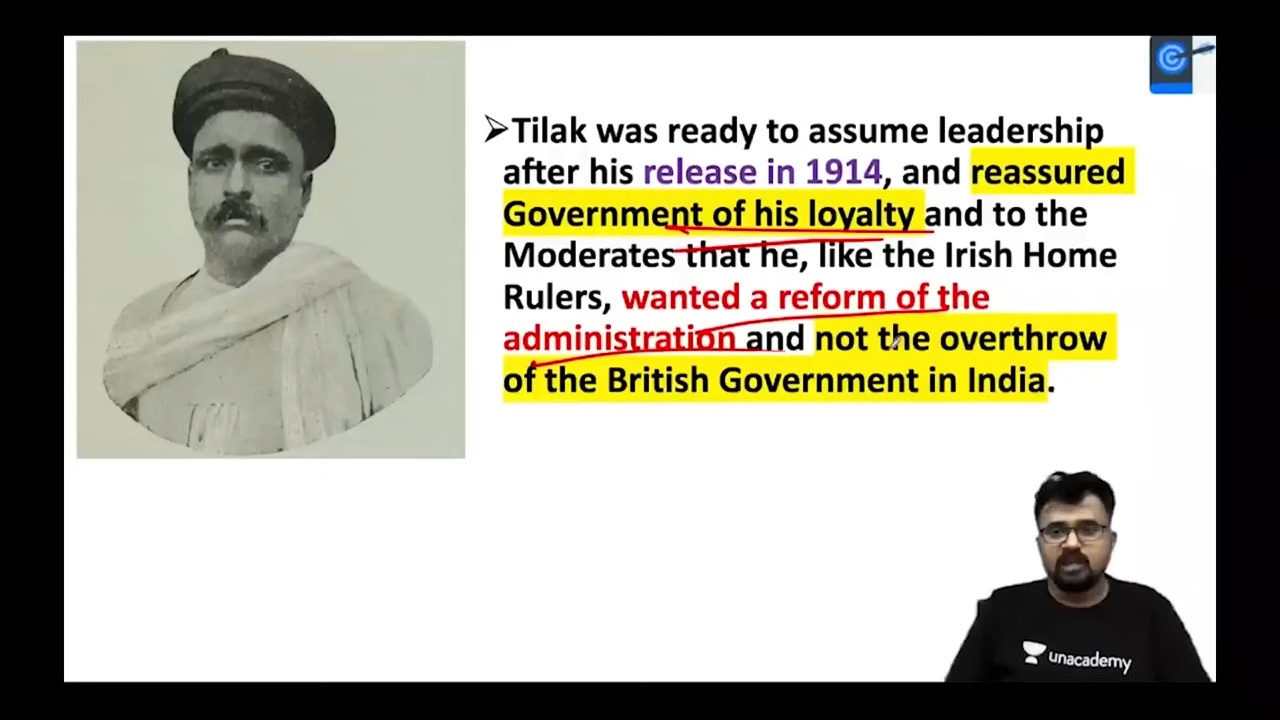 ➢Tilak was ready to assume leadership
after his release in 1914, and reassured
Government of his loyalty and to the
Moderates that he, like the Irish Home
Rulers, wanted a reform of the
administration and not the overthrow
of the British Government in India.
unacademy